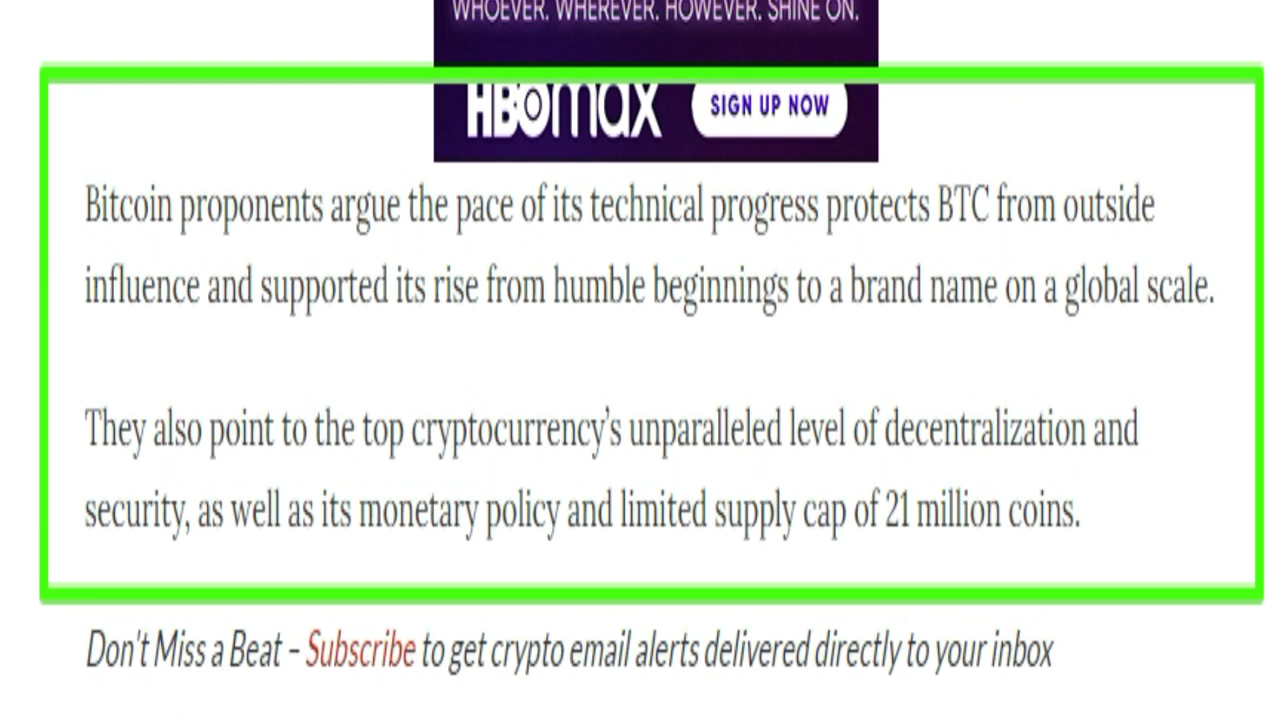 WHOEVER. WHEREVER. HOWEVER. SHINE ON.
HBOmax SIGN UP NOW
Bitcoin proponents argue the pace of its technical progress protects BTC from outside
influence and supported its rise from humble beginnings to a brand name on a global scale.
They also point to the top cryptocurrency’s unparalleled level of decentralization and
security, as well as its monetary policy and limited supply cap of 21 million coins.
Don't Miss a Beat – Subscribe to get crypto email alerts delivered directly to your inbox